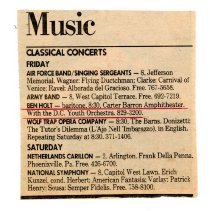 Music
CLASSICAL CONCERTS
FRIDAY
AIR FORCE BAND/SINGING SERGEANTS — 8, Jefferson
Memorial. Wagner: Flying Dutchman; Clarke: Carnival of
Venice; Ravel: Alborada del Gracioso. Free. 767-5658.
ARMY BAND — 8, West Capitol Terrace. Free. 692-7219.
BEN HOLT — baritone, 8:30, Carter Barron Amphitheater.
With the D.C. Youth Orchestra. 829-3200.
WOLF TRAP OPERA COMPANY — 8:30, The Barns. Donizetti:
The Tutor's Dilemma (L'Ajo Nell'Imbarazzo), in English.
Repeating Saturday at 8:30. 371-1406.
SATURDAY
NETHERLANDS CARILLON — 1, Arlington. Frank Della Penna.
Phoenixville, Pa. Free. 426-6700.
NATIONAL SYMPHONY — 8, Capitol West Lawn. Erich
Kunzel, cond. Herbert: American Fantasy; Varlay: Patrick
Henry; Sousa: Semper Fidelis. Free. 738-8100.